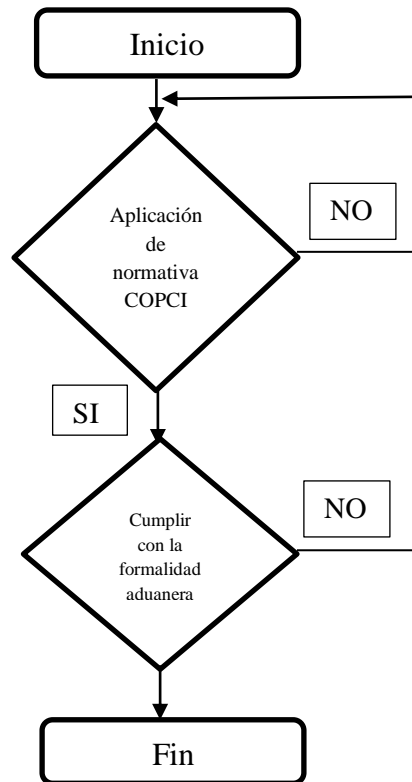 Inicio
Aplicación
de
normativa
COPCI
NO
SI
Cumplir
con la
formalidad
aduanera
NO
Fin